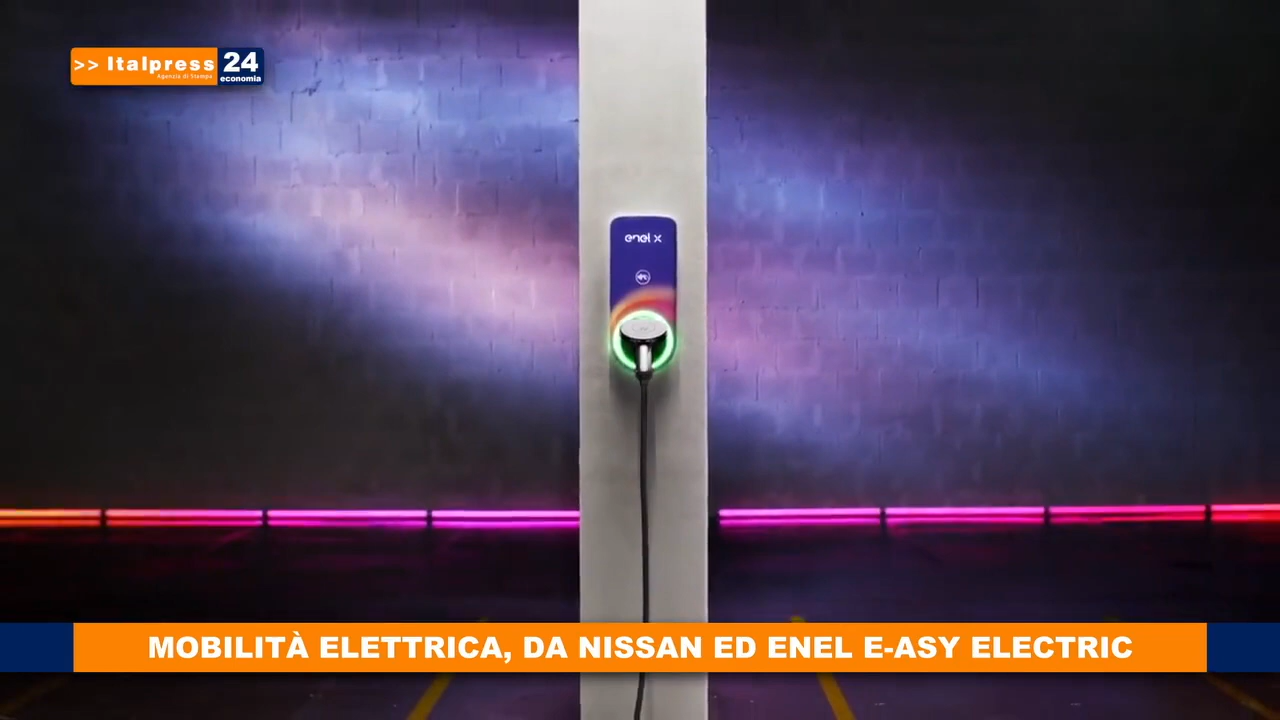 >> Italpress
Agenzia di Stampa
24
economia
enel x
MOBILITÀ ELETTRICA, DA NISSAN ED ENEL E-ASY ELECTRIC